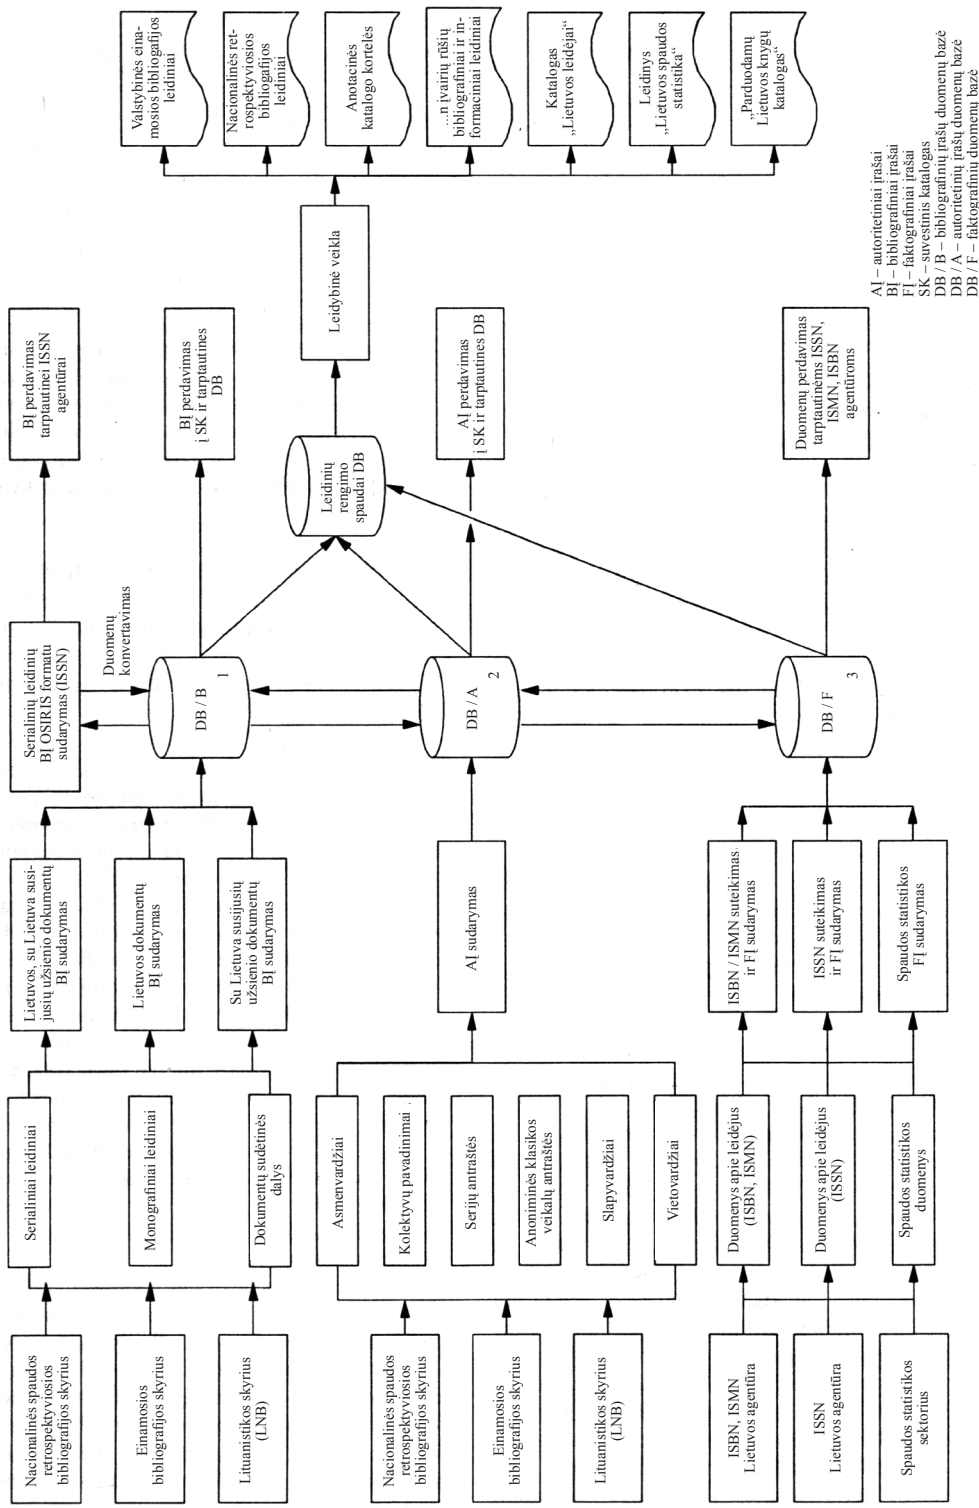 Nacionalinės spaudos
retrospektyviosios
bibliografijos skyrius
Einamosios
bibliografijos skyrius
Lituanistikos skyrius
(LNB)
Serialiniai leidiniai
Monografiniai leidiniai
Dokumentų sudėtinės
dalys
Lietuvos, su Lietuva susi-
jusių užsienio dokumentų
BĮ sudarymas
Lietuvos dokumentų
BĮ sudarymas
Su Lietuva susijusių
užsienio dokumentų
BĮ sudarymas
Serialinių leidinių
BĮ OSIRIS formatu
sudarymas (ISSN)
Duomenų
konvertavimas
DB / B
1
BĮ perdavimas
tarptautinei ISSN
agentūrai
BĮ perdavimas
į SK ir tarptautines
DB
Nacionalinės spaudos
retrospektyviosios
bibliografijos skyrius
Einamosios
bibliografijos skyrius
Lituanistikos skyrius
(LNB)
Asmenvardžiai
Kolektyvų pavadinimai
Serijų antraštės
Anoniminės klasikos
veikalų antraštės
Slapyvardžiai
Vietovardžiai
AĮ sudarymas
DB / A
2
Leidinių
rengimo
spaudai DB
AĮ perdavimas
į SK ir tarptautines DB
ISBN, ISMN
Lietuvos agentūra
ISSN
Lietuvos agentūra
Spaudos statistikos
sektorius
Duomenys apie leidėjus
(ISBN, ISMN)
Duomenys apie leidėjus
(ISSN)
Spaudos statistikos
duomenys
ISBN / ISMN suteikimas
ir FĮ sudarymas
ISSN suteikimas
ir FĮ sudarymas
Spaudos statistikos
FĮ sudarymas
DB / F
3
Duomenų perdavimas
tarptautinėms ISSN,
ISMN, ISBN
agentūroms
Leidybinė veikla
Valstybinės eina-
mosios bibliogafijos
leidiniai
Nacionalinės ret-
rospektyviosios
bibliogafijos
leidiniai
Anotacinės
katalogo kortelės
...n įvairių rūšių
bibliografiniai ir in-
formaciniai leidiniai
Katalogas
„Lietuvos leidėjai“
Leidinys
„Lietuvos spaudos
statistika“
„Parduodamų
Lietuvos knygų
katalogas“
AĮ – autoritetiniai įrašai
BĮ – bibliografiniai įrašai
FĮ – faktografiniai įrašai
SK – suvestinis katalogas
DB / B – bibliografinių įrašų duomenų bazė
DB / A – autoritetinių įrašų duomenų bazė
DB / F – faktografinių duomenų bazė